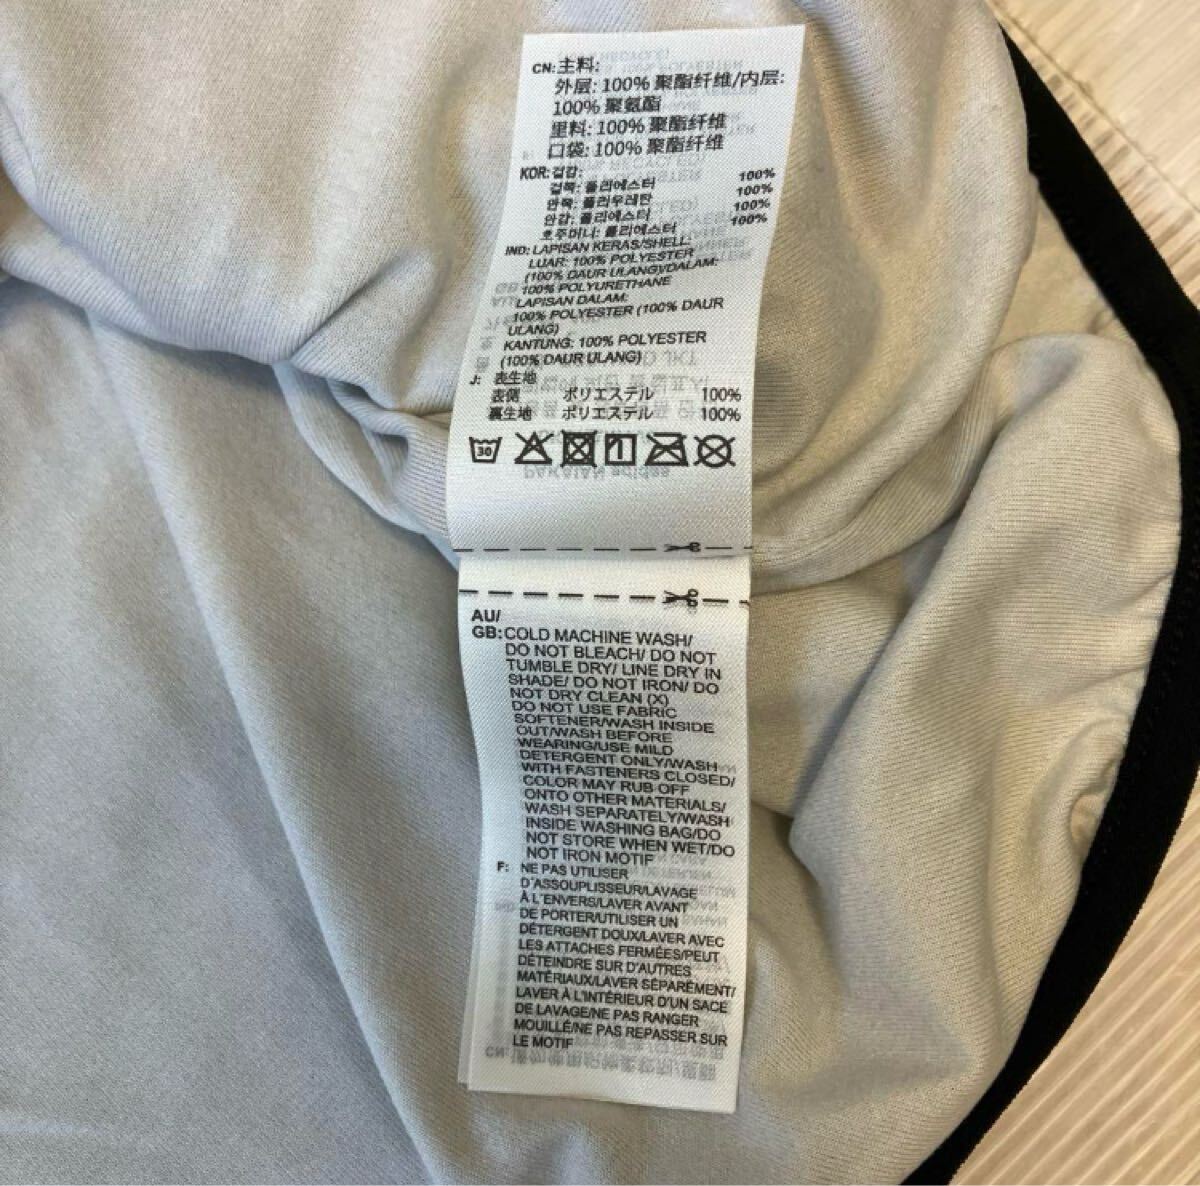 CN: 主料:
外层: 100% 聚酯纤维/内层:
100% 聚氨酯
里料: 100% 聚酯纤维
口袋: 100% 聚酯纤维
KOR: 겉감:
겉쪽: 폴리에스터 100%
안쪽: 폴리우레탄 100%
안감: 폴리에스터 100%
호주머니: 폴리에스터 100%
IND: LAPISAN KERAS/SHELL:
LUAR: 100% POLYESTER
(100% DAUR ULANG)/DALAM:
100% POLYURETHANE
LAPISAN DALAM:
100% POLYESTER (100% DAUR
ULANG)
KANTUNG: 100% POLYESTER
(100% DAUR ULANG)
J: 表生地
表側 ポリエステル 100%
裏生地 ポリエステル 100%
30
AU/
GB: COLD MACHINE WASH/
DO NOT BLEACH/ DO NOT
TUMBLE DRY/ LINE DRY IN
SHADE/ DO NOT IRON/ DO
NOT DRY CLEAN (X)
DO NOT USE FABRIC
SOFTENER/WASH INSIDE
OUT/WASH BEFORE
WEARING/USE MILD
DETERGENT ONLY/WASH
WITH FASTENERS CLOSED/
COLOR MAY RUB OFF
ONTO OTHER MATERIALS/
WASH SEPARATELY/WASH
INSIDE WASHING BAG/DO
NOT STORE WHEN WET/DO
NOT IRON MOTIF
F: NE PAS UTILISER
D'ASSOUPLISSEUR/LAVAGE
À L'ENVERS/LAVER AVANT
DE PORTER/UTILISER UN
DÉTERGENT DOUX/LAVER AVEC
LES ATTACHES FERMÉES/PEUT
DÉTEINDRE SUR D'AUTRES
MATÉRIAUX/LAVER SÉPARÉMENT/
LAVER À L'INTÉRIEUR D'UN SACE
DE LAVAGE/NE PAS RANGER
MOUILLÉ/NE PAS REPASSER SUR
LE MOTIF